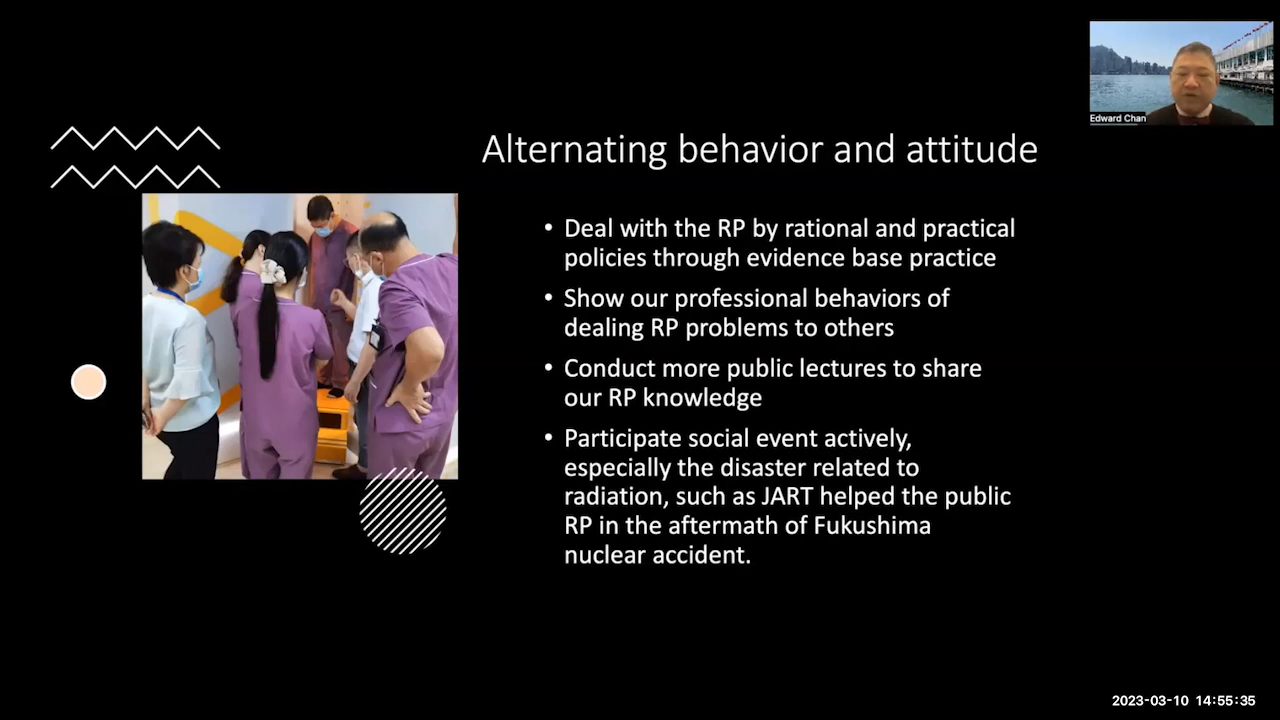 Edward Chan
Alternating behavior and attitude
• Deal with the RP by rational and practical
policies through evidence base practice
• Show our professional behaviors of
dealing RP problems to others
• Conduct more public lectures to share
our RP knowledge
• Participate social event actively,
especially the disaster related to
radiation, such as JART helped the public
RP in the aftermath of Fukushima
nuclear accident.
2023-03-10 14:55:35